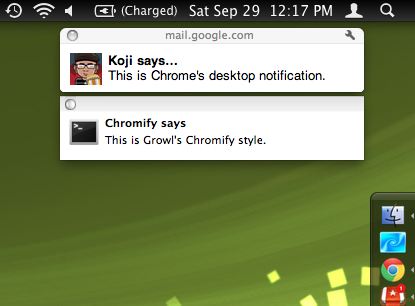 (Charged) Sat Sep 29 12:17 PM
mail.google.com
Koji says...
This is Chrome's desktop notification.
Chromify says
This is Growl's Chromify style.
1